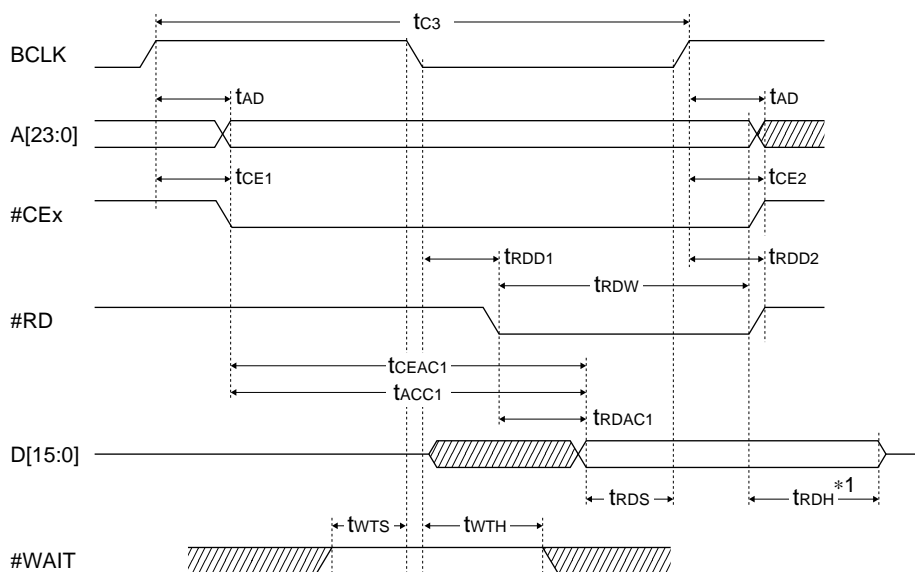 tC3
BCLK
tAD
tAD
A[23:0]
tCE1
tCE2
#CEx
tRDD1
tRDD2
tRDW
#RD
tCEAC1
tACC1
tRDAC1
D[15:0]
tRDS
tRDH*1
tWTS
tWTH
#WAIT